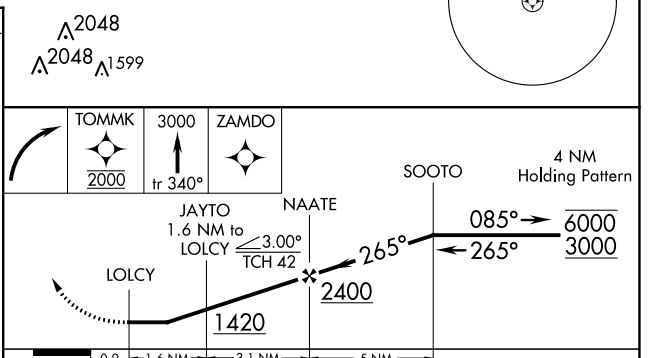 2048
2048
1599
TOMMK
2000
3000
tr 340°
ZAMDO
SOOTO
4 NM
Holding Pattern
NAATE
JAYTO
1.6 NM to
LOLCY
3.00°
TCH 42
085°
6000
265°
3000
265°
LOLCY
2400
1420
0.9
1.6 NM
3.1 NM
5 NM